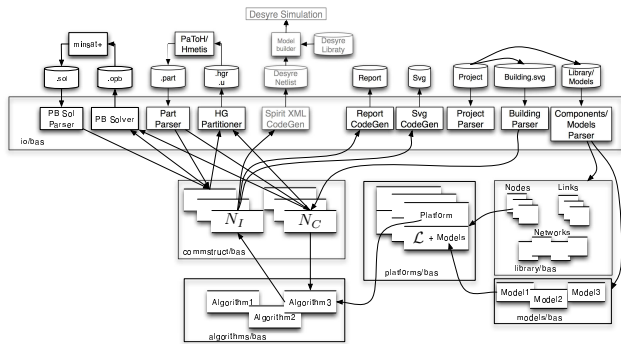 Desyre Simulation
minsat+
PaToH/
Hmetis
Model
builder
Desyre
Libraty
.sol
.opb
.part
.hgr
.u
Desyre
Netlist
Report
Svg
Project
Building.svg
Library/
Models
PB Sol
Parser
PB Solver
Part
Parser
HG
Partitioner
Spirit XML
CodeGen
Report
CodeGen
Svg
CodeGen
Project
Parser
Building
Parser
Components/
Models
Parser
io/bas
N_I
N_C
commstruct/bas
Platform
ℒ + Models
platforms/bas
Nodes
Links
Networks
library/bas
Algorithm1
Algorithm2
Algorithm3
algorithms/bas
Model1
Model2
Model3
models/bas